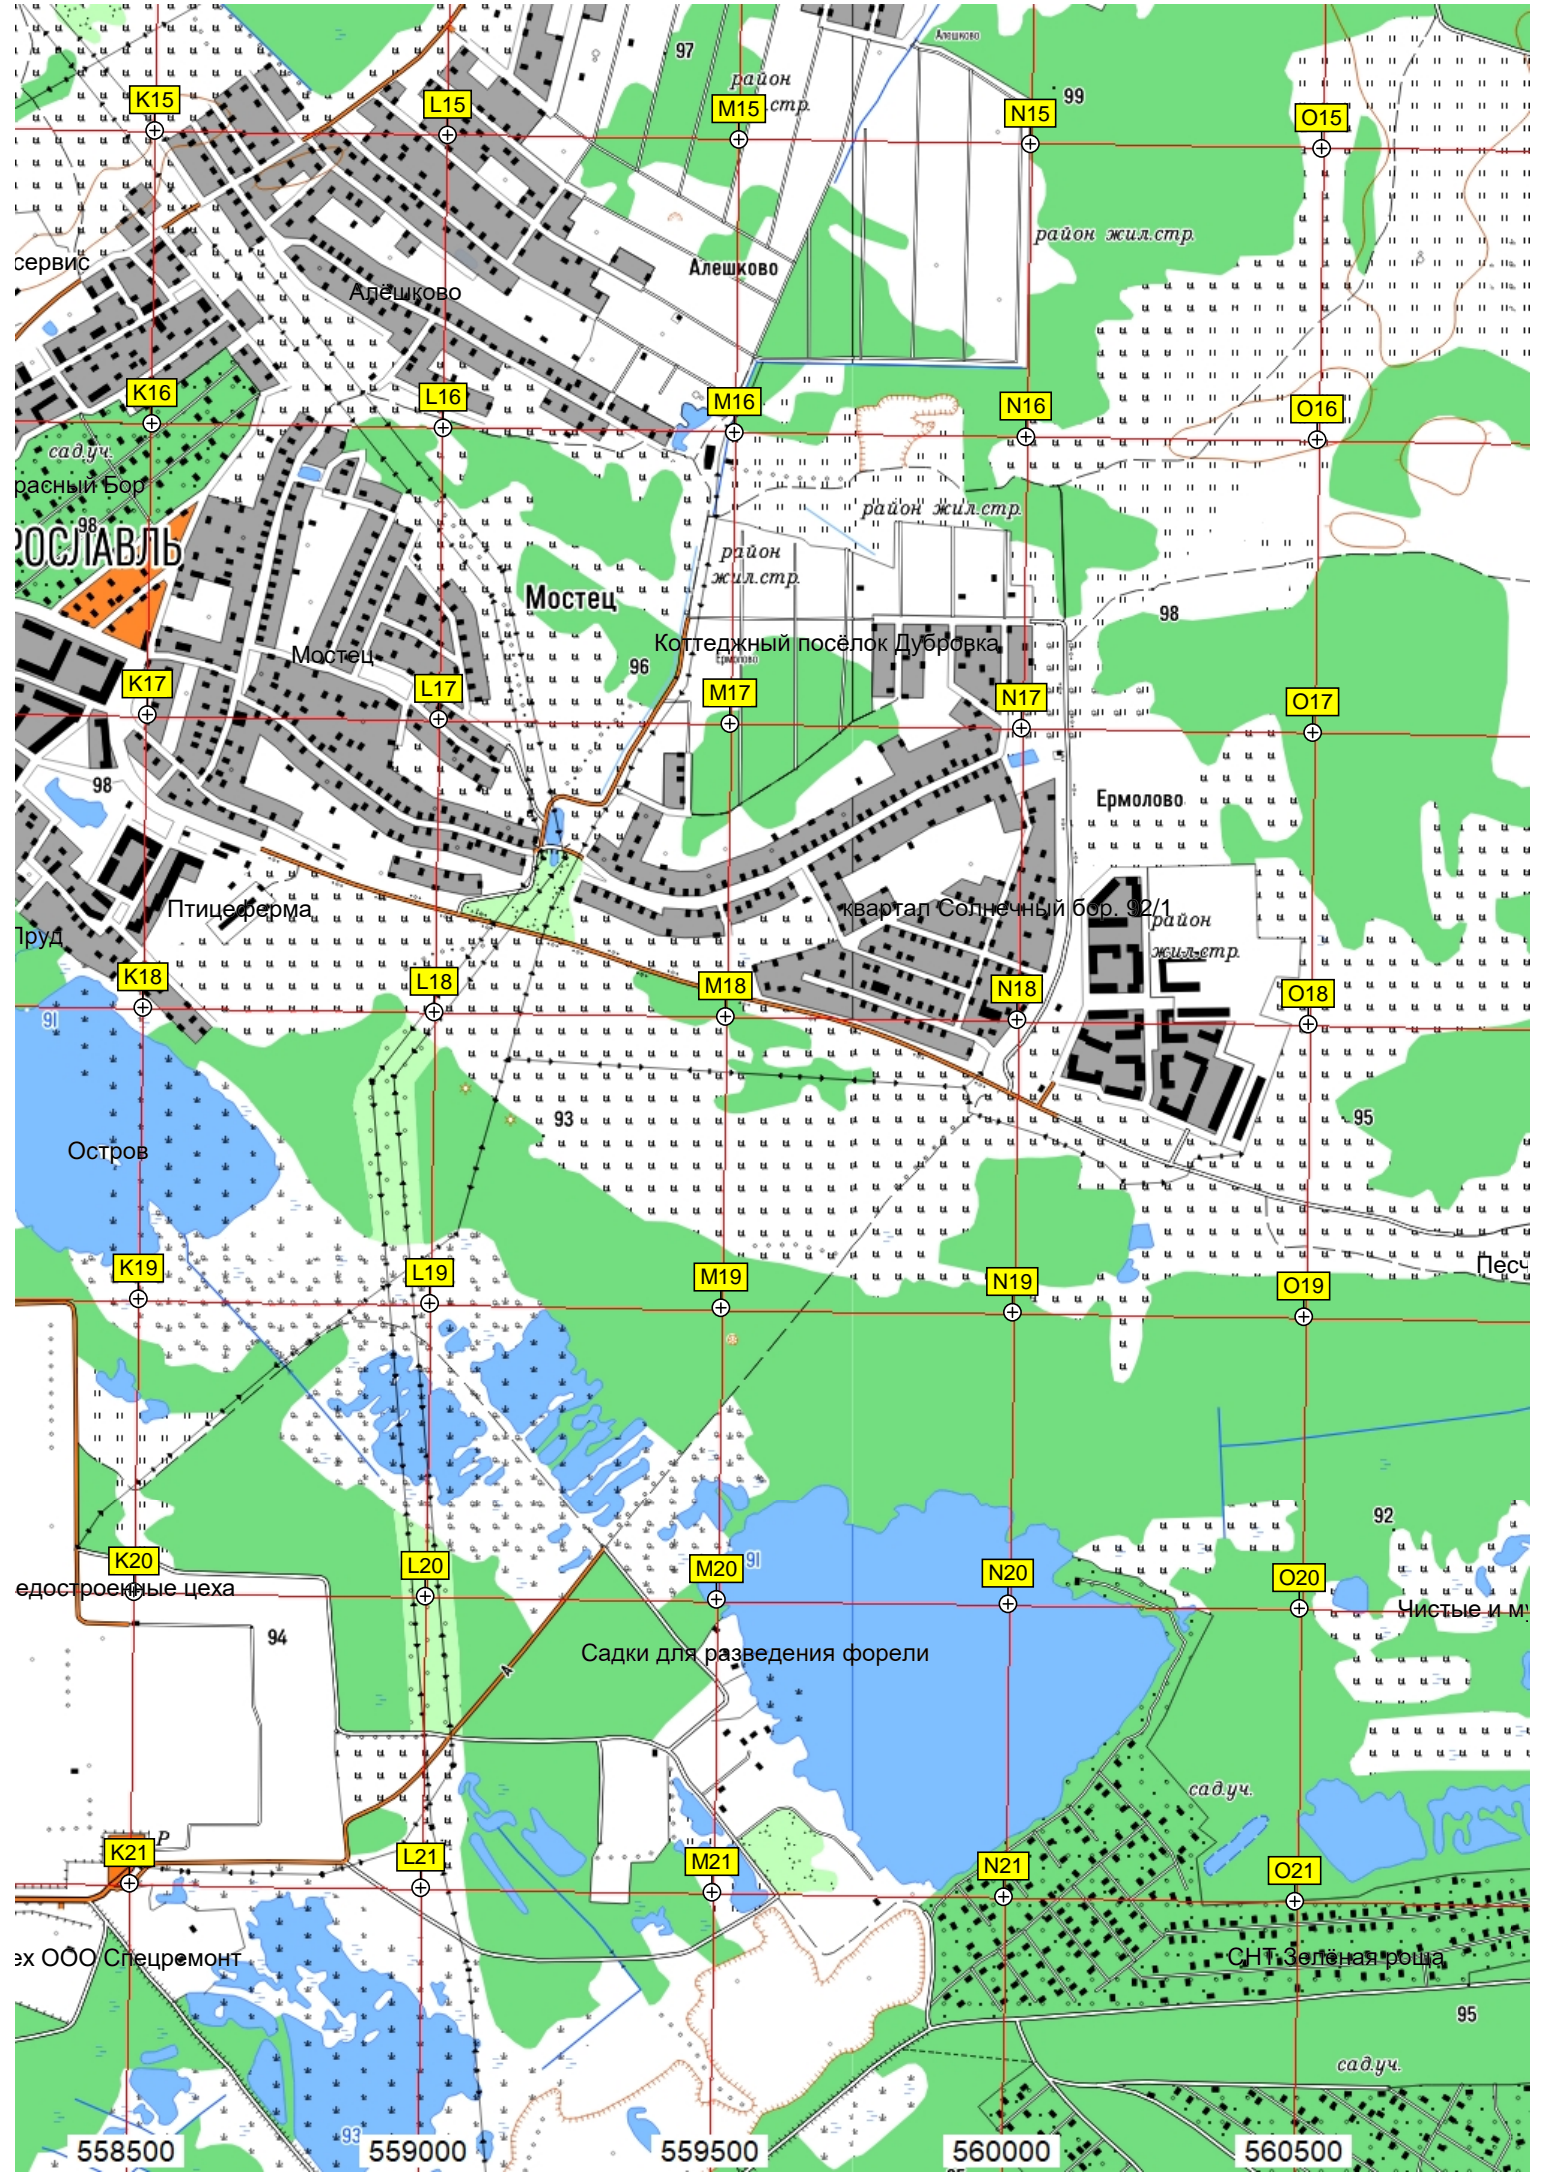 Алешково
97
район
жил.стр.
99
K15
L15
M15
N15
O15
район жил.стр.
сервис
Алешково
Алёшково
K16
L16
M16
N16
O16
сад.уч.
расный Бор
98
РОСЛАВЛЬ
район жил.стр.
район
жил.стр.
Мостец
98
Коттеджный посёлок Дубровка
Мостец
Ермолово
96
K17
L17
M17
N17
O17
98
Ермолово
Птицеферма
квартал Солнечный бор. 92/1
район
жил.стр.
Пруд
K18
L18
M18
N18
O18
91
93
95
Остров
Песч
K19
L19
M19
N19
O19
92
K20
L20
M20
N20
O20
91
едостроенные цеха
Чистые и м
94
Садки для разведения форели
А
сад.уч.
Р
K21
L21
M21
N21
O21
ех ООО Спецремонт
СНТ Зелёная роща
95
сад.уч.
93
558500
559000
559500
560000
560500